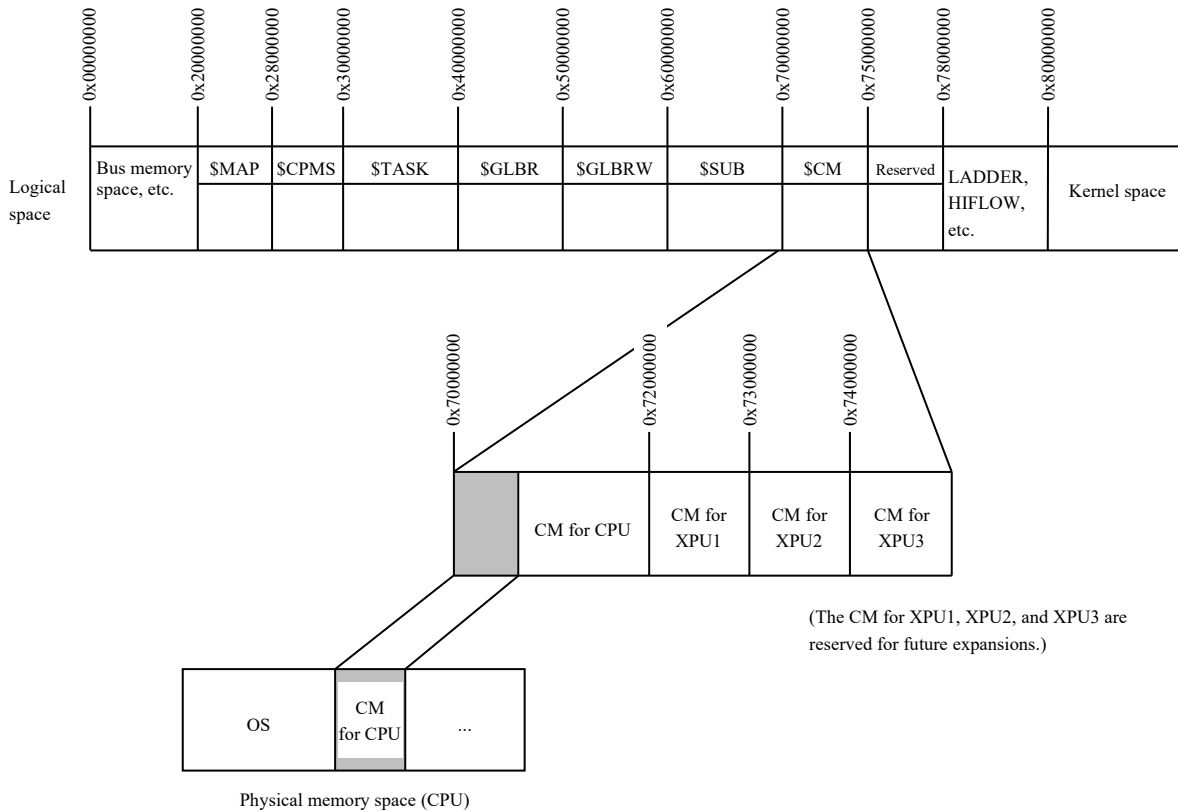 0x00000000
0x20000000
0x28000000
0x30000000
0x40000000
0x50000000
0x60000000
0x70000000
0x75000000
0x78000000
0x80000000
Logical
space
Bus memory
space, etc.
$MAP
$CPMS
$TASK
$GLBR
$GLBRW
$SUB
$CM
Reserved
LADDER,
HIFLOW,
etc.
Kernel space
0x70000000
0x72000000
0x73000000
0x74000000
CM for CPU
CM for
XPU1
CM for
XPU2
CM for
XPU3
(The CM for XPU1, XPU2, and XPU3 are
reserved for future expansions.)
OS
CM
for CPU
...
Physical memory space (CPU)